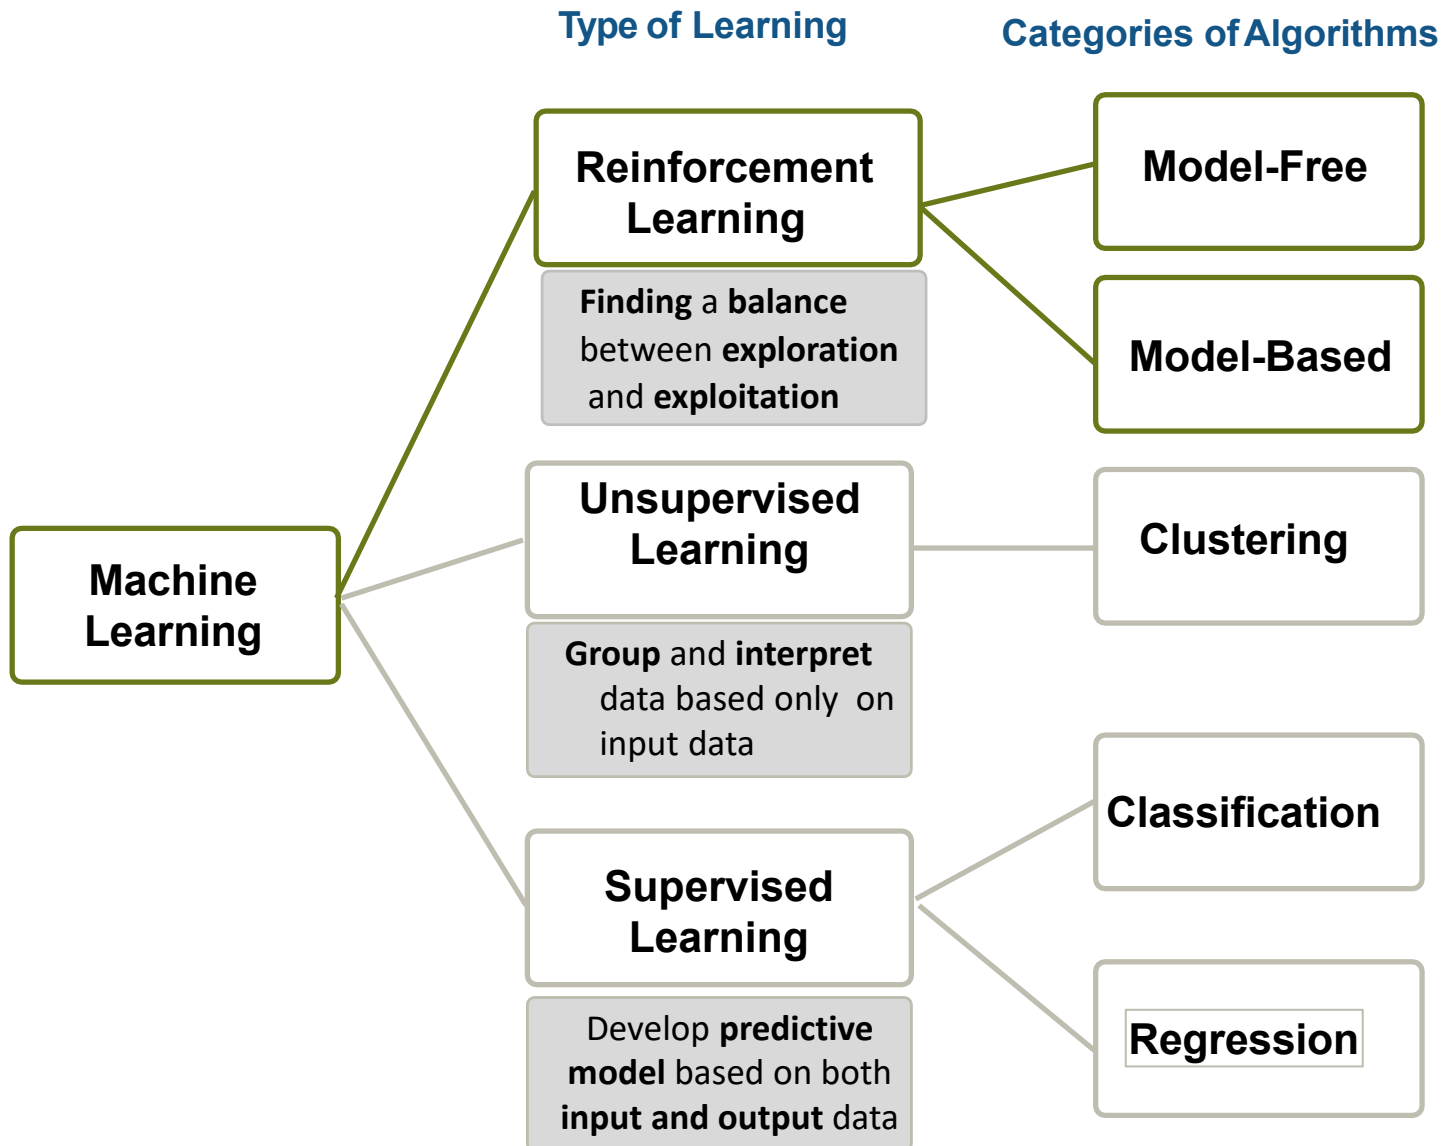 Type of Learning
Categories of Algorithms
Reinforcement
Learning
Finding a balance
between exploration
and exploitation
Model-Free
Model-Based
Machine
Learning
Unsupervised
Learning
Group and interpret
data based only on
input data
Clustering
Supervised
Learning
Develop predictive
model based on both
input and output data
Classification
Regression